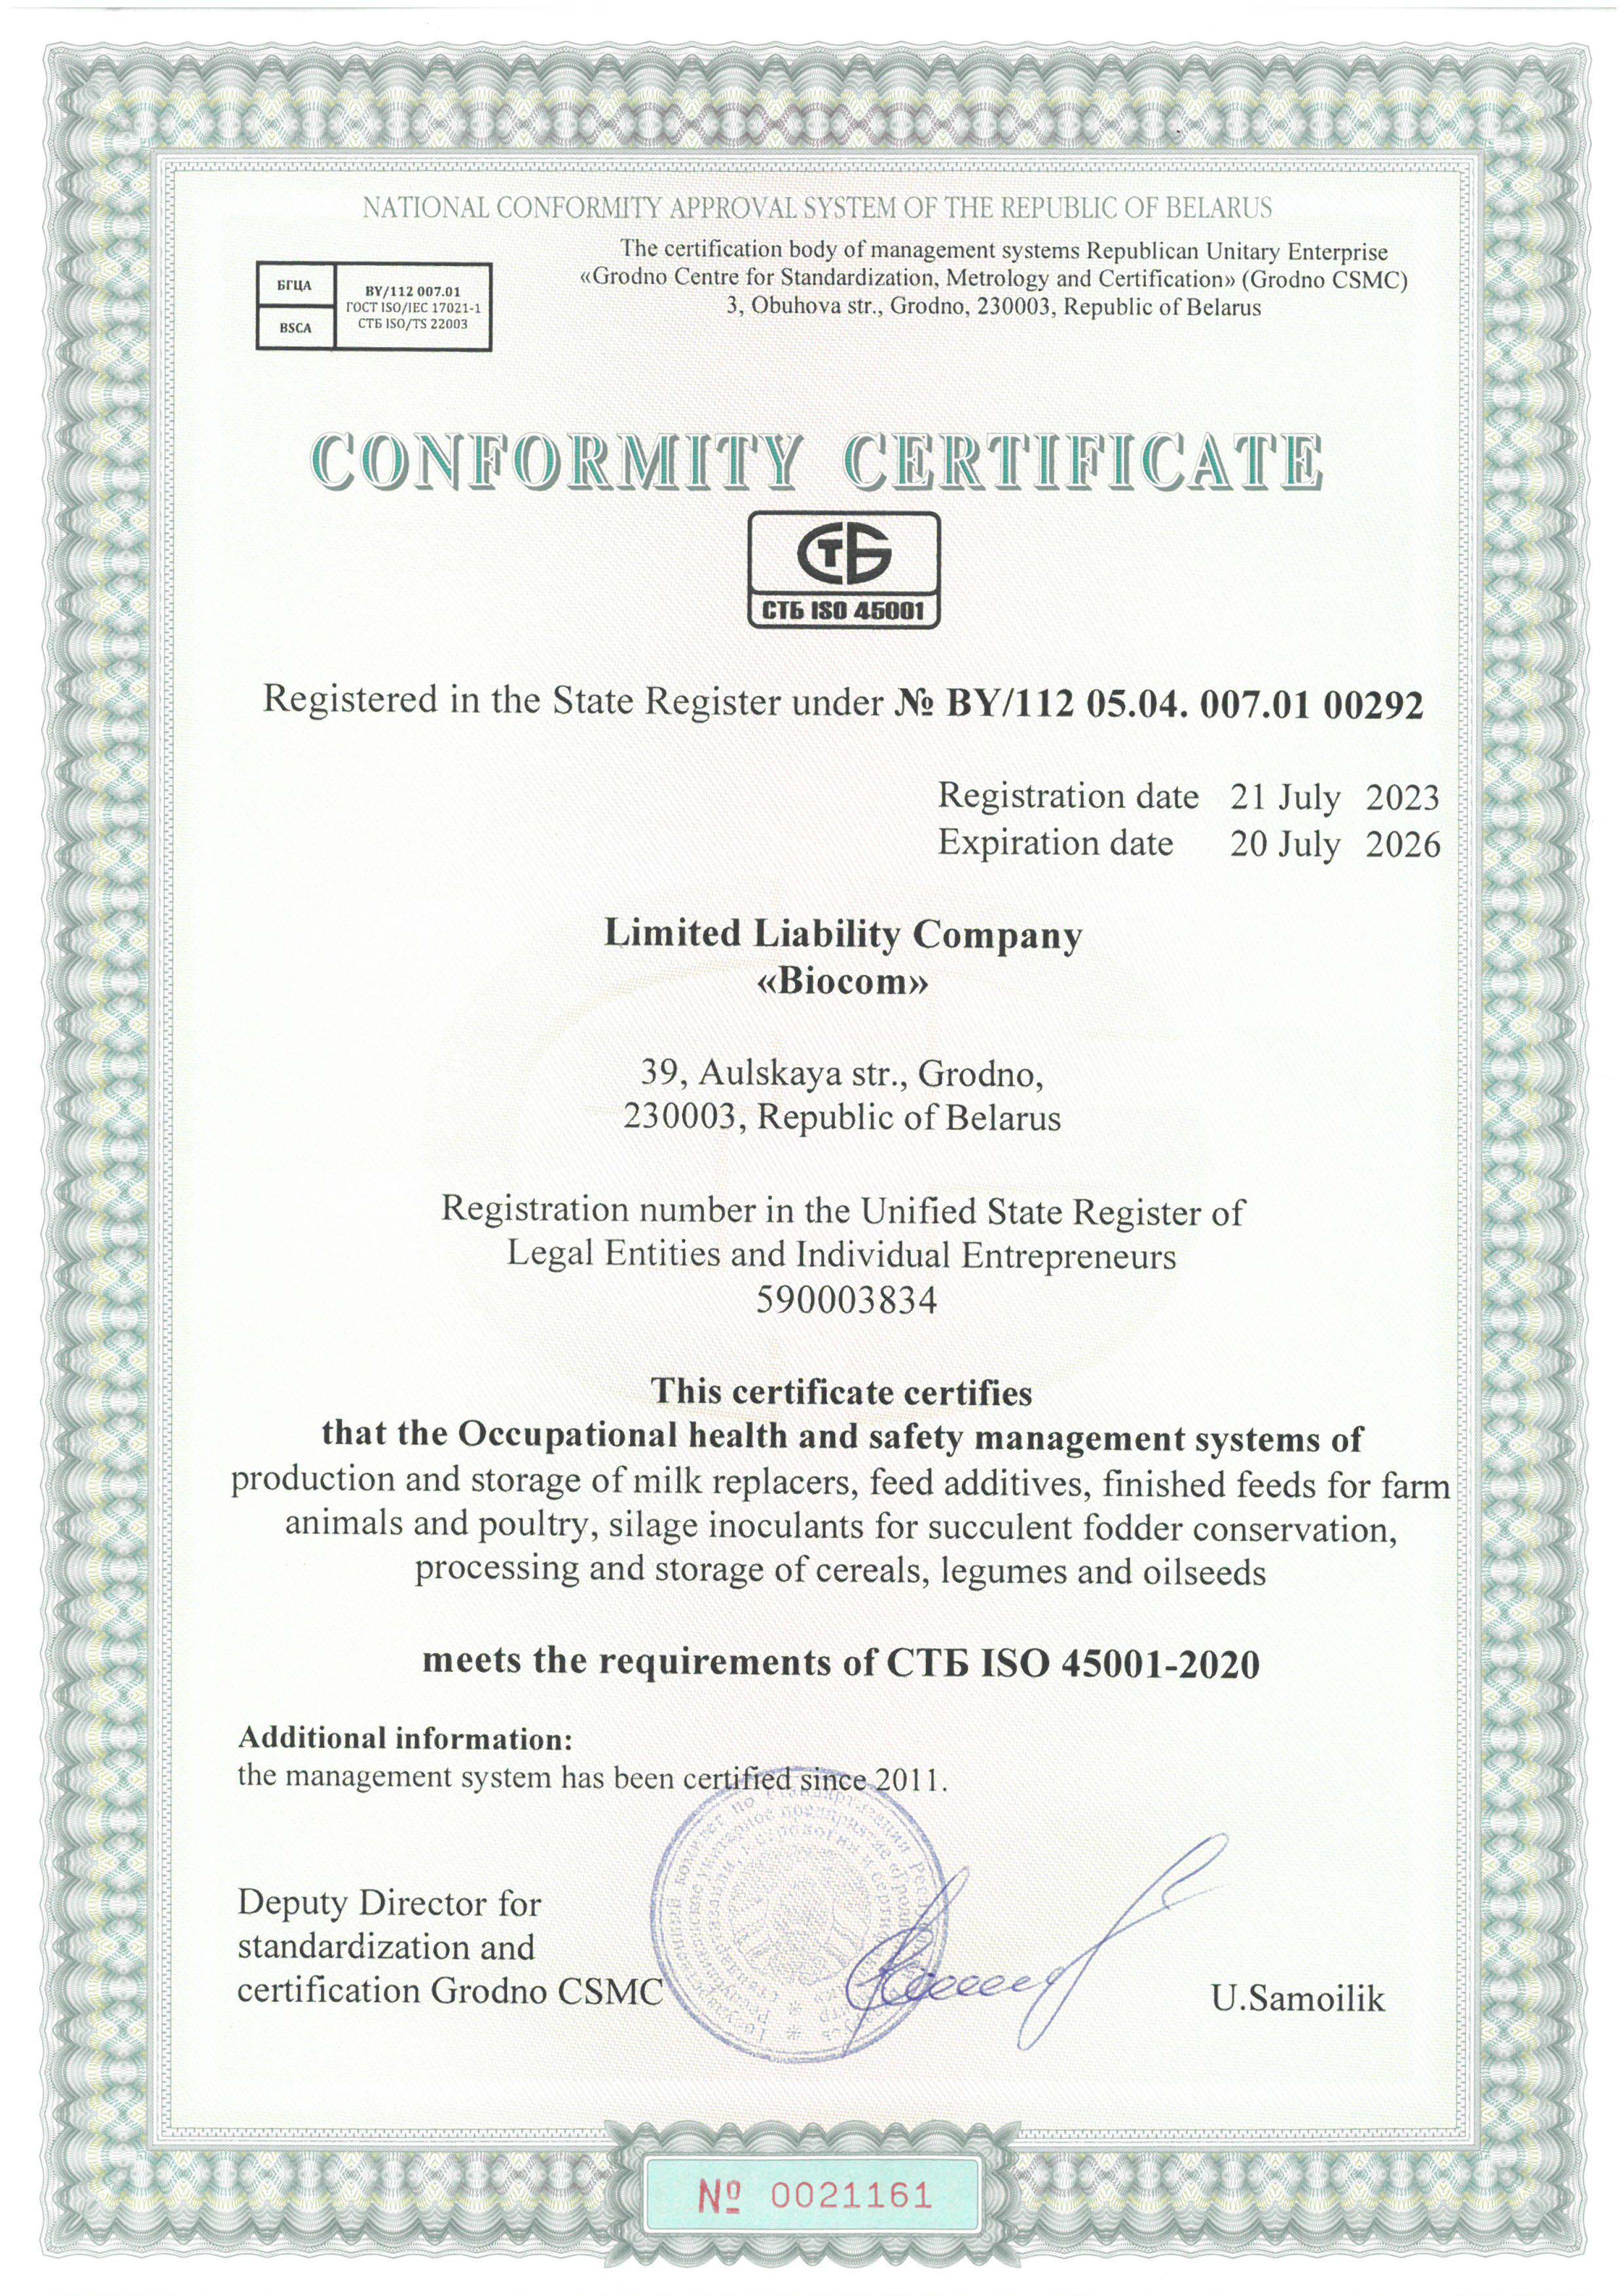 NATIONAL CONFORMITY APPROVAL SYSTEM OF THE REPUBLIC OF BELARUS
The certification body of management systems Republican Unitary Enterprise
«Grodno Centre for Standardization, Metrology and Certification» (Grodno CSMC)
3, Obuhova str., Grodno, 230003, Republic of Belarus
БГЦА
BSCA
BY/112 007.01
ГОСТ ISO/IEC 17021-1
СТБ ISO/TS 22003
CONFORMITY CERTIFICATE
СТБ
СТБ ISO 45001
Registered in the State Register under № BY/112 05.04. 007.01 00292
Registration date 21 July 2023
Expiration date 20 July 2026
Limited Liability Company
«Biocom»
39, Aulskaya str., Grodno,
230003, Republic of Belarus
Registration number in the Unified State Register of
Legal Entities and Individual Entrepreneurs
590003834
This certificate certifies
that the Occupational health and safety management systems of
production and storage of milk replacers, feed additives, finished feeds for farm
animals and poultry, silage inoculants for succulent fodder conservation,
processing and storage of cereals, legumes and oilseeds
meets the requirements of СТБ ISO 45001-2020
Additional information:
the management system has been certified since 2011.
Deputy Director for
standardization and
certification Grodno CSMC
U.Samoilik
комитет по стандартизации
унитарное предприятие
№ 0021161